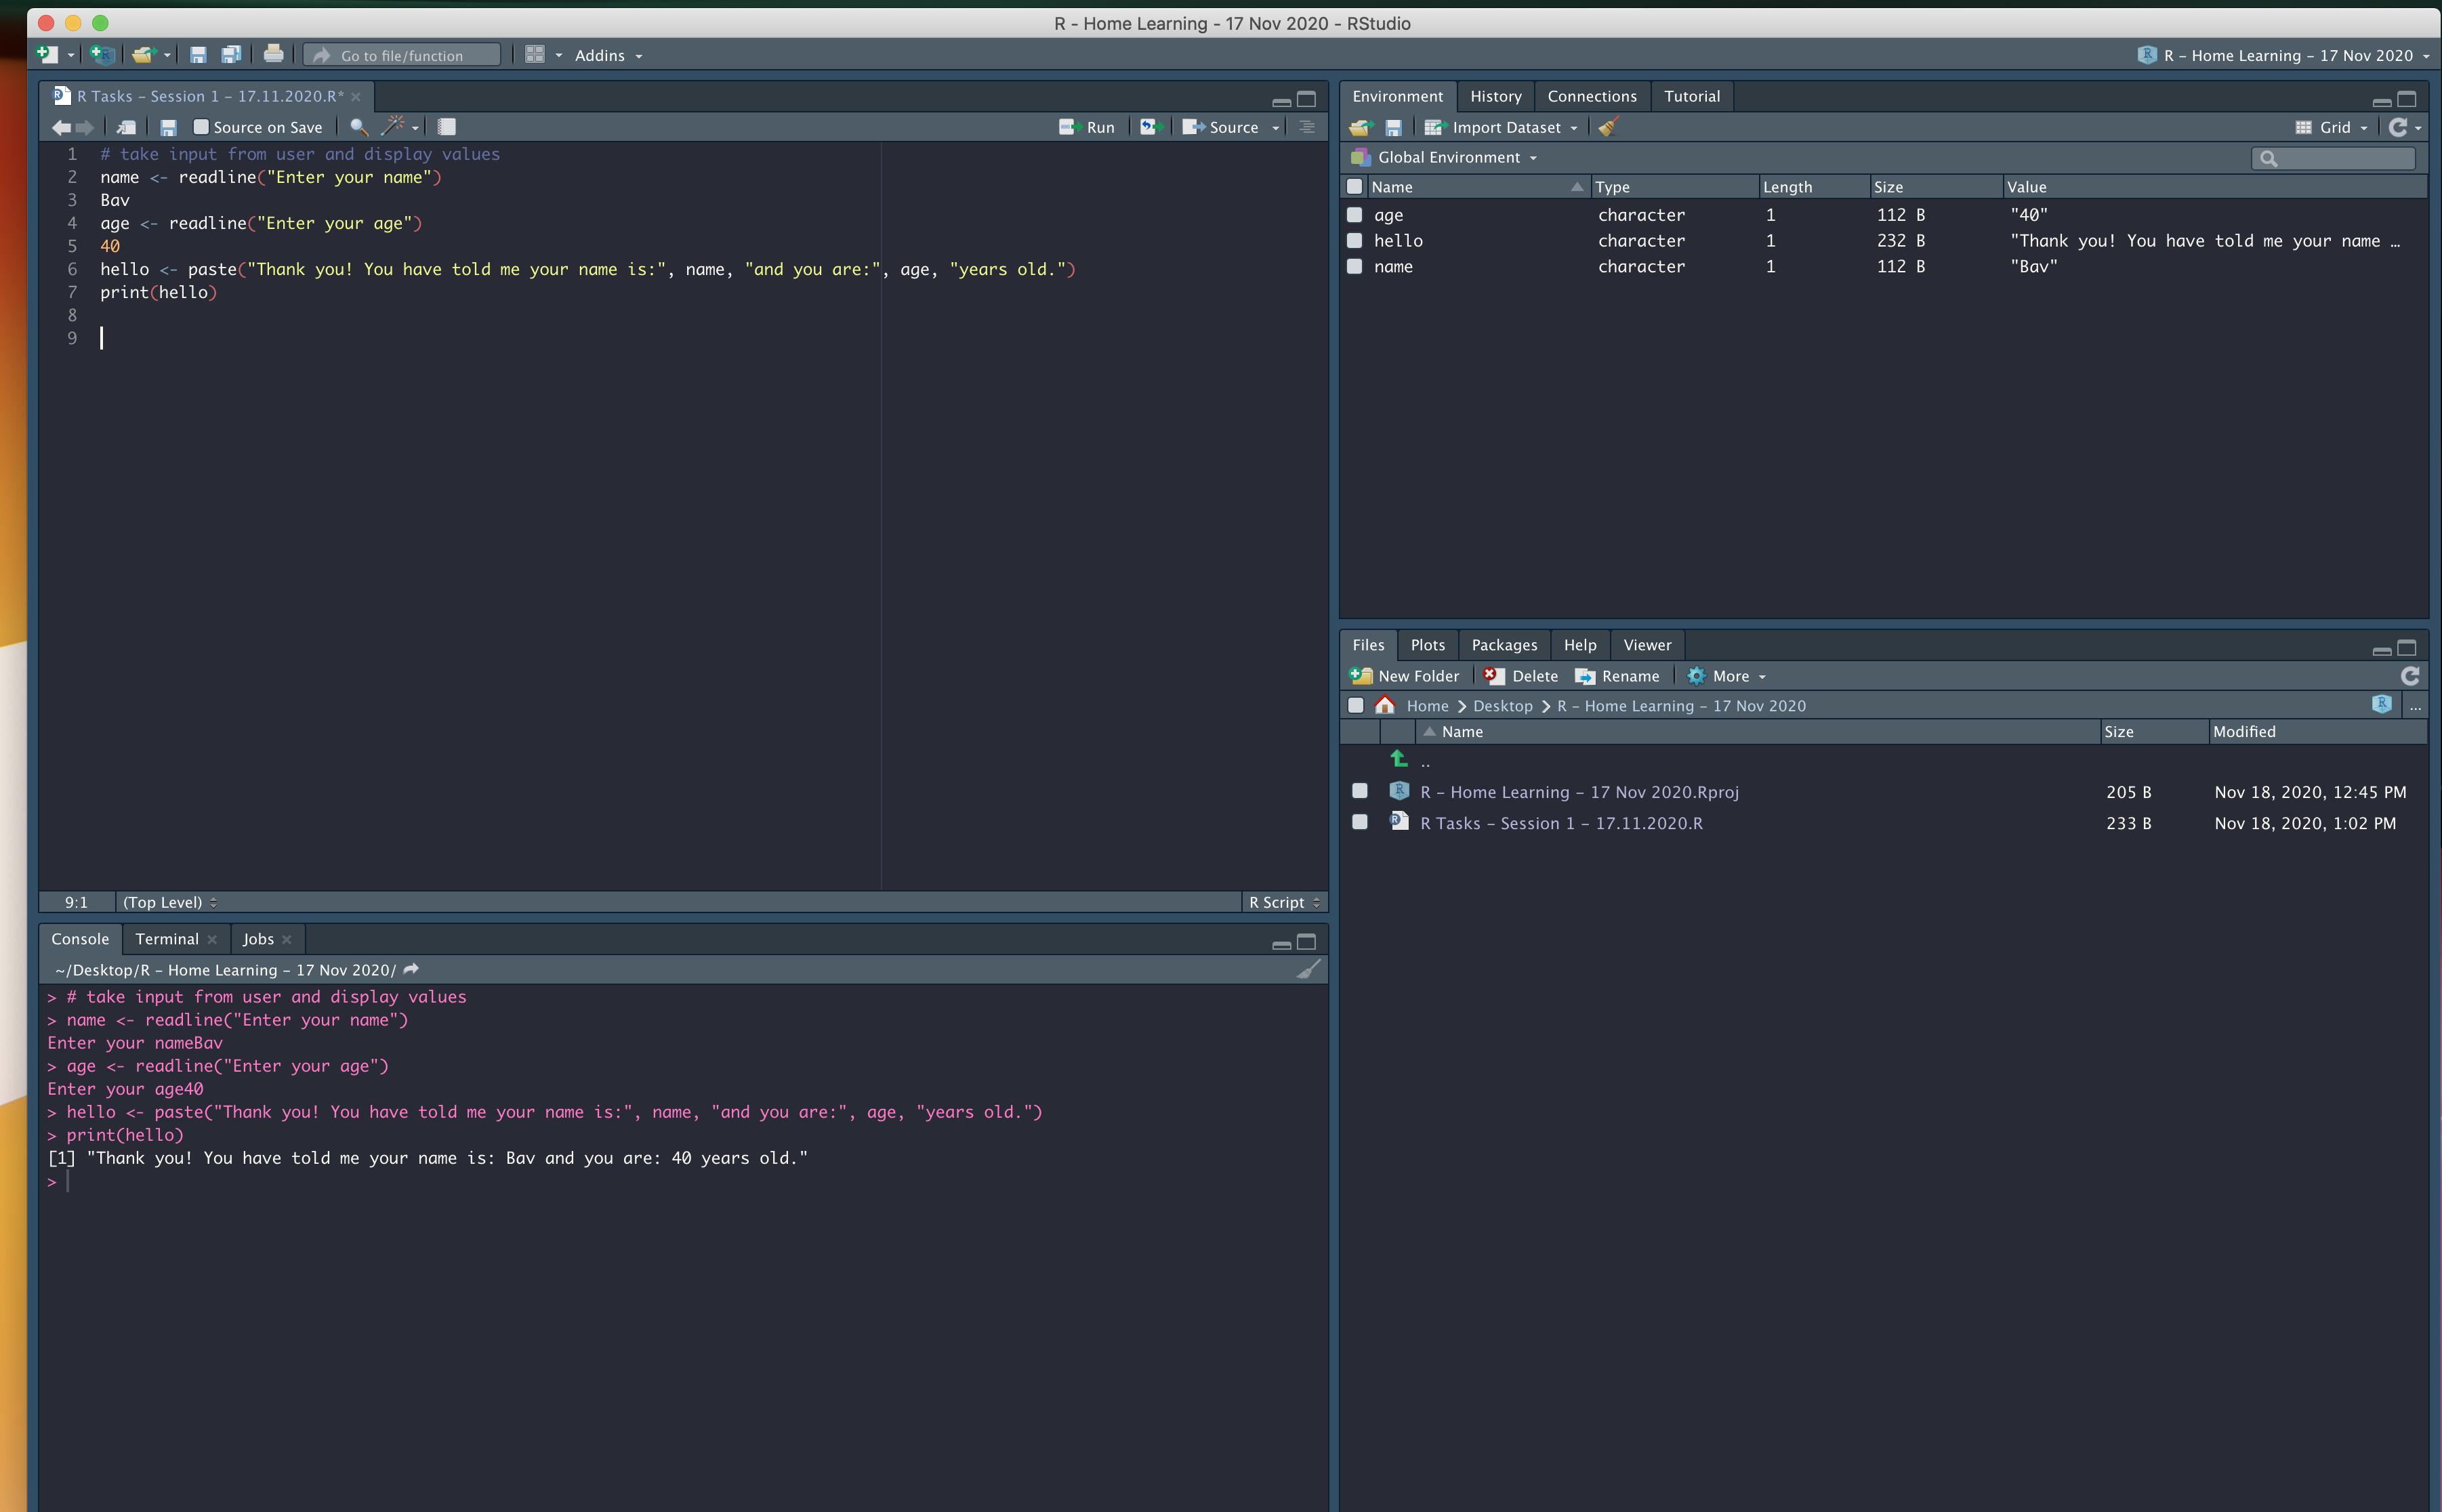 R - Home Learning - 17 Nov 2020 - RStudio
Go to file/function
Addins
R - Home Learning - 17 Nov 2020
R Tasks - Session 1 - 17.11.2020.R*
Source on Save
Run
Source
1 # take input from user and display values
2 name <- readline("Enter your name")
3 Bav
4 age <- readline("Enter your age")
5 40
6 hello <- paste("Thank you! You have told me your name is:", name, "and you are:", age, "years old.")
7 print(hello)
8
9
9:1 (Top Level) R Script
Console Terminal Jobs
~/Desktop/R - Home Learning - 17 Nov 2020/
> # take input from user and display values
> name <- readline("Enter your name")
Enter your nameBav
> age <- readline("Enter your age")
Enter your age40
> hello <- paste("Thank you! You have told me your name is:", name, "and you are:", age, "years old.")
> print(hello)
[1] "Thank you! You have told me your name is: Bav and you are: 40 years old."
>
Environment History Connections Tutorial
Import Dataset Grid
Global Environment
Name Type Length Size Value
age character 1 112 B "40"
hello character 1 232 B "Thank you! You have told me your name …
name character 1 112 B "Bav"
Files Plots Packages Help Viewer
New Folder Delete Rename More
Home Desktop R - Home Learning - 17 Nov 2020 ...
Name Size Modified
..
R - Home Learning - 17 Nov 2020.Rproj 205 B Nov 18, 2020, 12:45 PM
R Tasks - Session 1 - 17.11.2020.R 233 B Nov 18, 2020, 1:02 PM